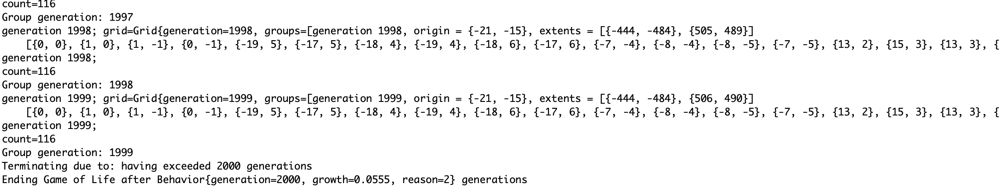 count=116
Group generation: 1997
generation 1998; grid=Grid{generation=1998, groups=[generation 1998, origin = {-21, -15}, extents = [{-444, -484}, {505, 489}]
    [{0, 0}, {1, 0}, {1, -1}, {0, -1}, {-19, 5}, {-17, 5}, {-18, 4}, {-19, 4}, {-18, 6}, {-17, 6}, {-7, -4}, {-8, -4}, {-8, -5}, {-7, -5}, {13, 2}, {15, 3}, {13, 3}, {
generation 1998;
count=116
Group generation: 1998
generation 1999; grid=Grid{generation=1999, groups=[generation 1999, origin = {-21, -15}, extents = [{-444, -484}, {506, 490}]
    [{0, 0}, {1, 0}, {1, -1}, {0, -1}, {-19, 5}, {-17, 5}, {-18, 4}, {-19, 4}, {-18, 6}, {-17, 6}, {-7, -4}, {-8, -4}, {-8, -5}, {-7, -5}, {13, 2}, {15, 3}, {13, 3}, {
generation 1999;
count=116
Group generation: 1999
Terminating due to: having exceeded 2000 generations
Ending Game of Life after Behavior{generation=2000, growth=0.0555, reason=2} generations